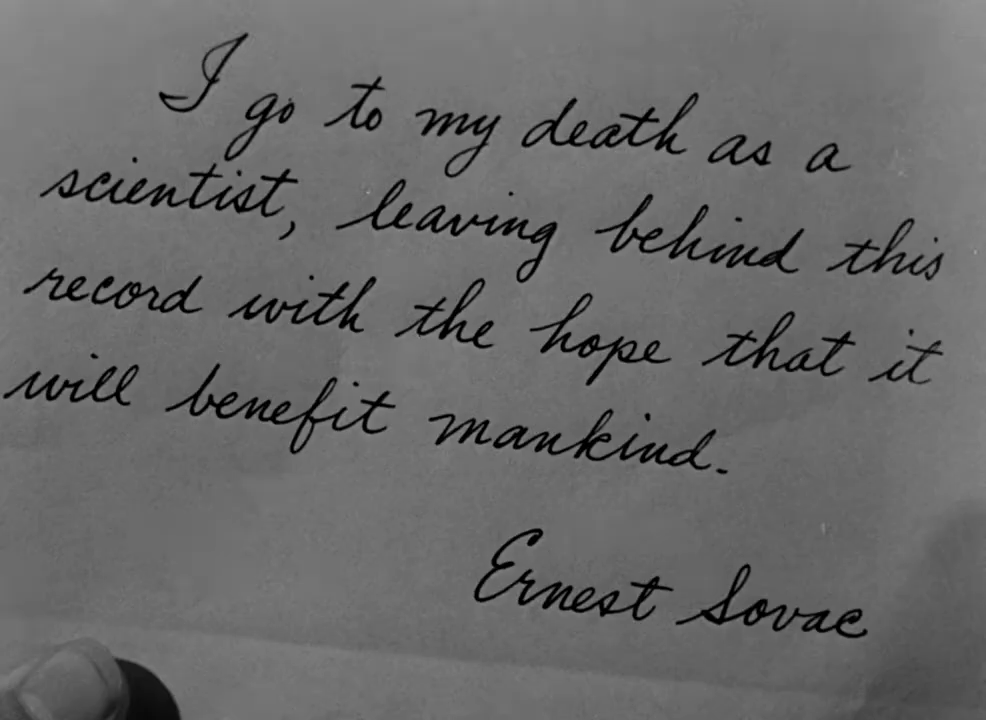 I go to my death as a
scientist, leaving behind this
record with the hope that it
will benefit mankind.
Ernest Sovac